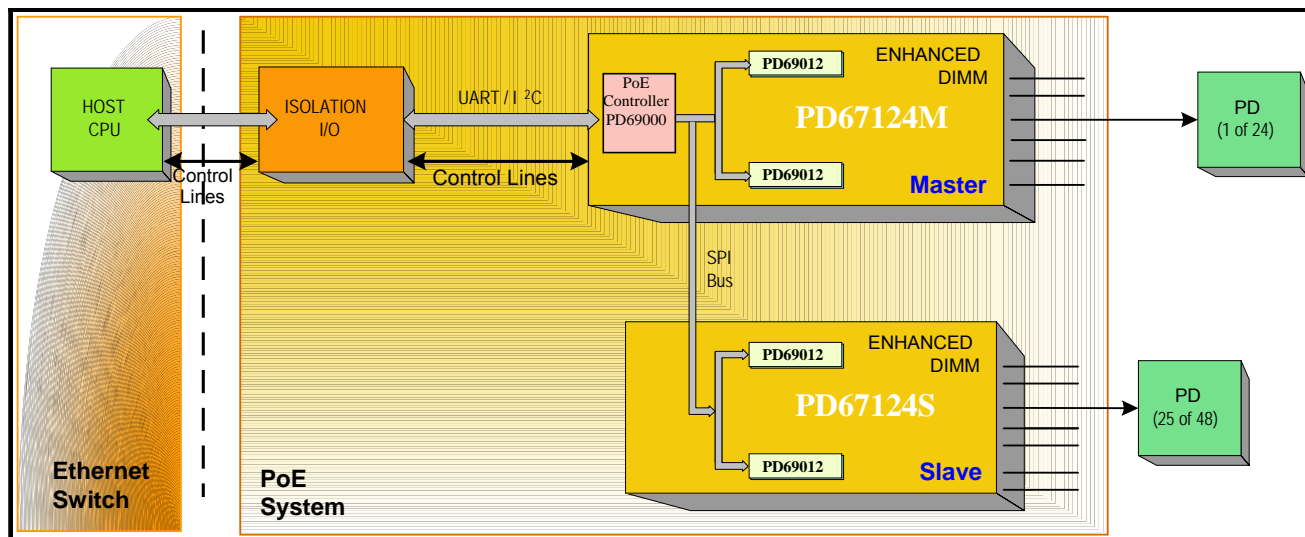 HOST
CPU
ISOLATION
I/O
UART / I ²C
Control
Lines
Control Lines
PoE
Controller
PD69000
PD69012
ENHANCED
DIMM
PD67124M
PD69012
Master
PD
(1 of 24)
SPI
Bus
PD69012
ENHANCED
DIMM
PD67124S
PD69012
Slave
PD
(25 of 48)
Ethernet
Switch
PoE
System